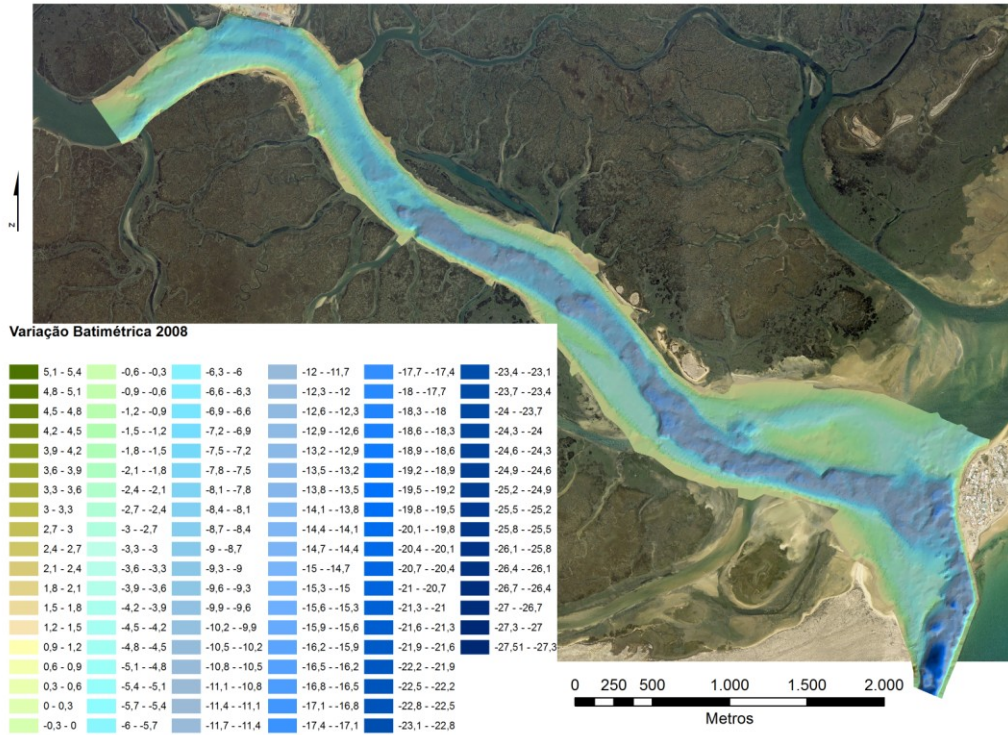 N
Variação Batimétrica 2008
5,1 - 5,4
4,8 - 5,1
4,5 - 4,8
4,2 - 4,5
3,9 - 4,2
3,6 - 3,9
3,3 - 3,6
3 - 3,3
2,7 - 3
2,4 - 2,7
2,1 - 2,4
1,8 - 2,1
1,5 - 1,8
1,2 - 1,5
0,9 - 1,2
0,6 - 0,9
0,3 - 0,6
0 - 0,3
-0,3 - 0
-0,6 - -0,3
-0,9 - -0,6
-1,2 - -0,9
-1,5 - -1,2
-1,8 - -1,5
-2,1 - -1,8
-2,4 - -2,1
-2,7 - -2,4
-3 - -2,7
-3,3 - -3
-3,6 - -3,3
-3,9 - -3,6
-4,2 - -3,9
-4,5 - -4,2
-4,8 - -4,5
-5,1 - -4,8
-5,4 - -5,1
-5,7 - -5,4
-6 - -5,7
-6,3 - -6
-6,6 - -6,3
-6,9 - -6,6
-7,2 - -6,9
-7,5 - -7,2
-7,8 - -7,5
-8,1 - -7,8
-8,4 - -8,1
-8,7 - -8,4
-9 - -8,7
-9,3 - -9
-9,6 - -9,3
-9,9 - -9,6
-10,2 - -9,9
-10,5 - -10,2
-10,8 - -10,5
-11,1 - -10,8
-11,4 - -11,1
-11,7 - -11,4
-12 - -11,7
-12,3 - -12
-12,6 - -12,3
-12,9 - -12,6
-13,2 - -12,9
-13,5 - -13,2
-13,8 - -13,5
-14,1 - -13,8
-14,4 - -14,1
-14,7 - -14,4
-15 - -14,7
-15,3 - -15
-15,6 - -15,3
-15,9 - -15,6
-16,2 - -15,9
-16,5 - -16,2
-16,8 - -16,5
-17,1 - -16,8
-17,4 - -17,1
-17,7 - -17,4
-18 - -17,7
-18,3 - -18
-18,6 - -18,3
-18,9 - -18,6
-19,2 - -18,9
-19,5 - -19,2
-19,8 - -19,5
-20,1 - -19,8
-20,4 - -20,1
-20,7 - -20,4
-21 - -20,7
-21,3 - -21
-21,6 - -21,3
-21,9 - -21,6
-22,2 - -21,9
-22,5 - -22,2
-22,8 - -22,5
-23,1 - -22,8
-23,4 - -23,1
-23,7 - -23,4
-24 - -23,7
-24,3 - -24
-24,6 - -24,3
-24,9 - -24,6
-25,2 - -24,9
-25,5 - -25,2
-25,8 - -25,5
-26,1 - -25,8
-26,4 - -26,1
-26,7 - -26,4
-27 - -26,7
-27,3 - -27
-27,51 - -27,3
0 250 500 1.000 1.500 2.000
Metros